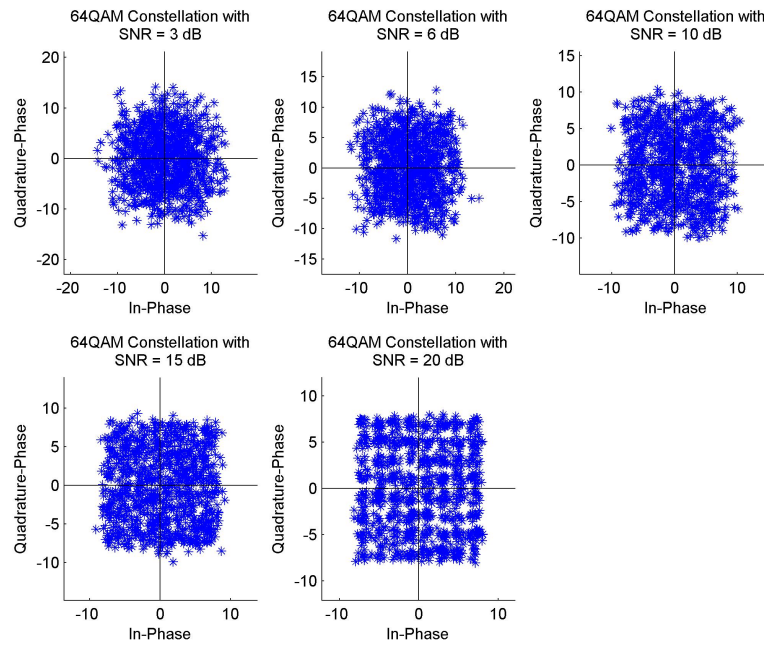 64QAM Constellation with
SNR = 3 dB
64QAM Constellation with
SNR = 6 dB
64QAM Constellation with
SNR = 10 dB
20
10
0
-10
-20
Quadrature-Phase
-20 -10 0 10
In-Phase
15
10
5
0
-5
-10
-15
Quadrature-Phase
-10 0 10 20
In-Phase
15
10
5
0
-5
-10
Quadrature-Phase
-10 0 10
In-Phase
64QAM Constellation with
SNR = 15 dB
64QAM Constellation with
SNR = 20 dB
10
5
0
-5
-10
Quadrature-Phase
-10 0 10
In-Phase
10
5
0
-5
-10
Quadrature-Phase
-10 0 10
In-Phase